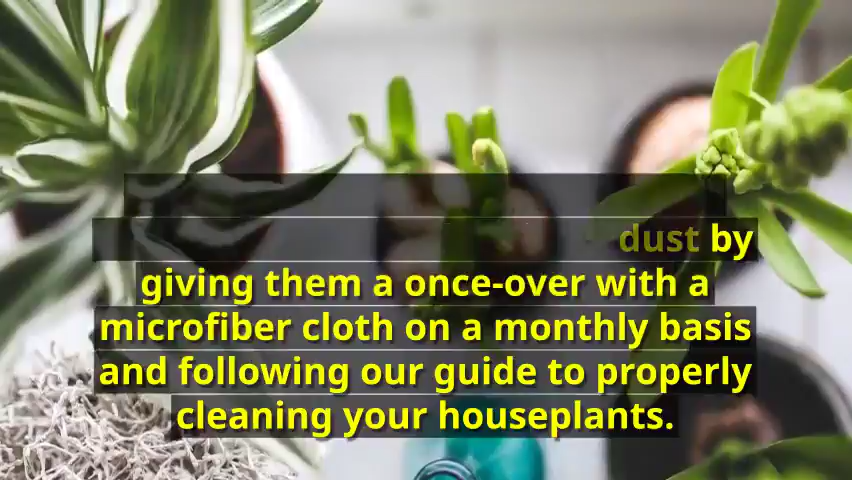 dust by
giving them a once-over with a
microfiber cloth on a monthly basis
and following our guide to properly
cleaning your houseplants.